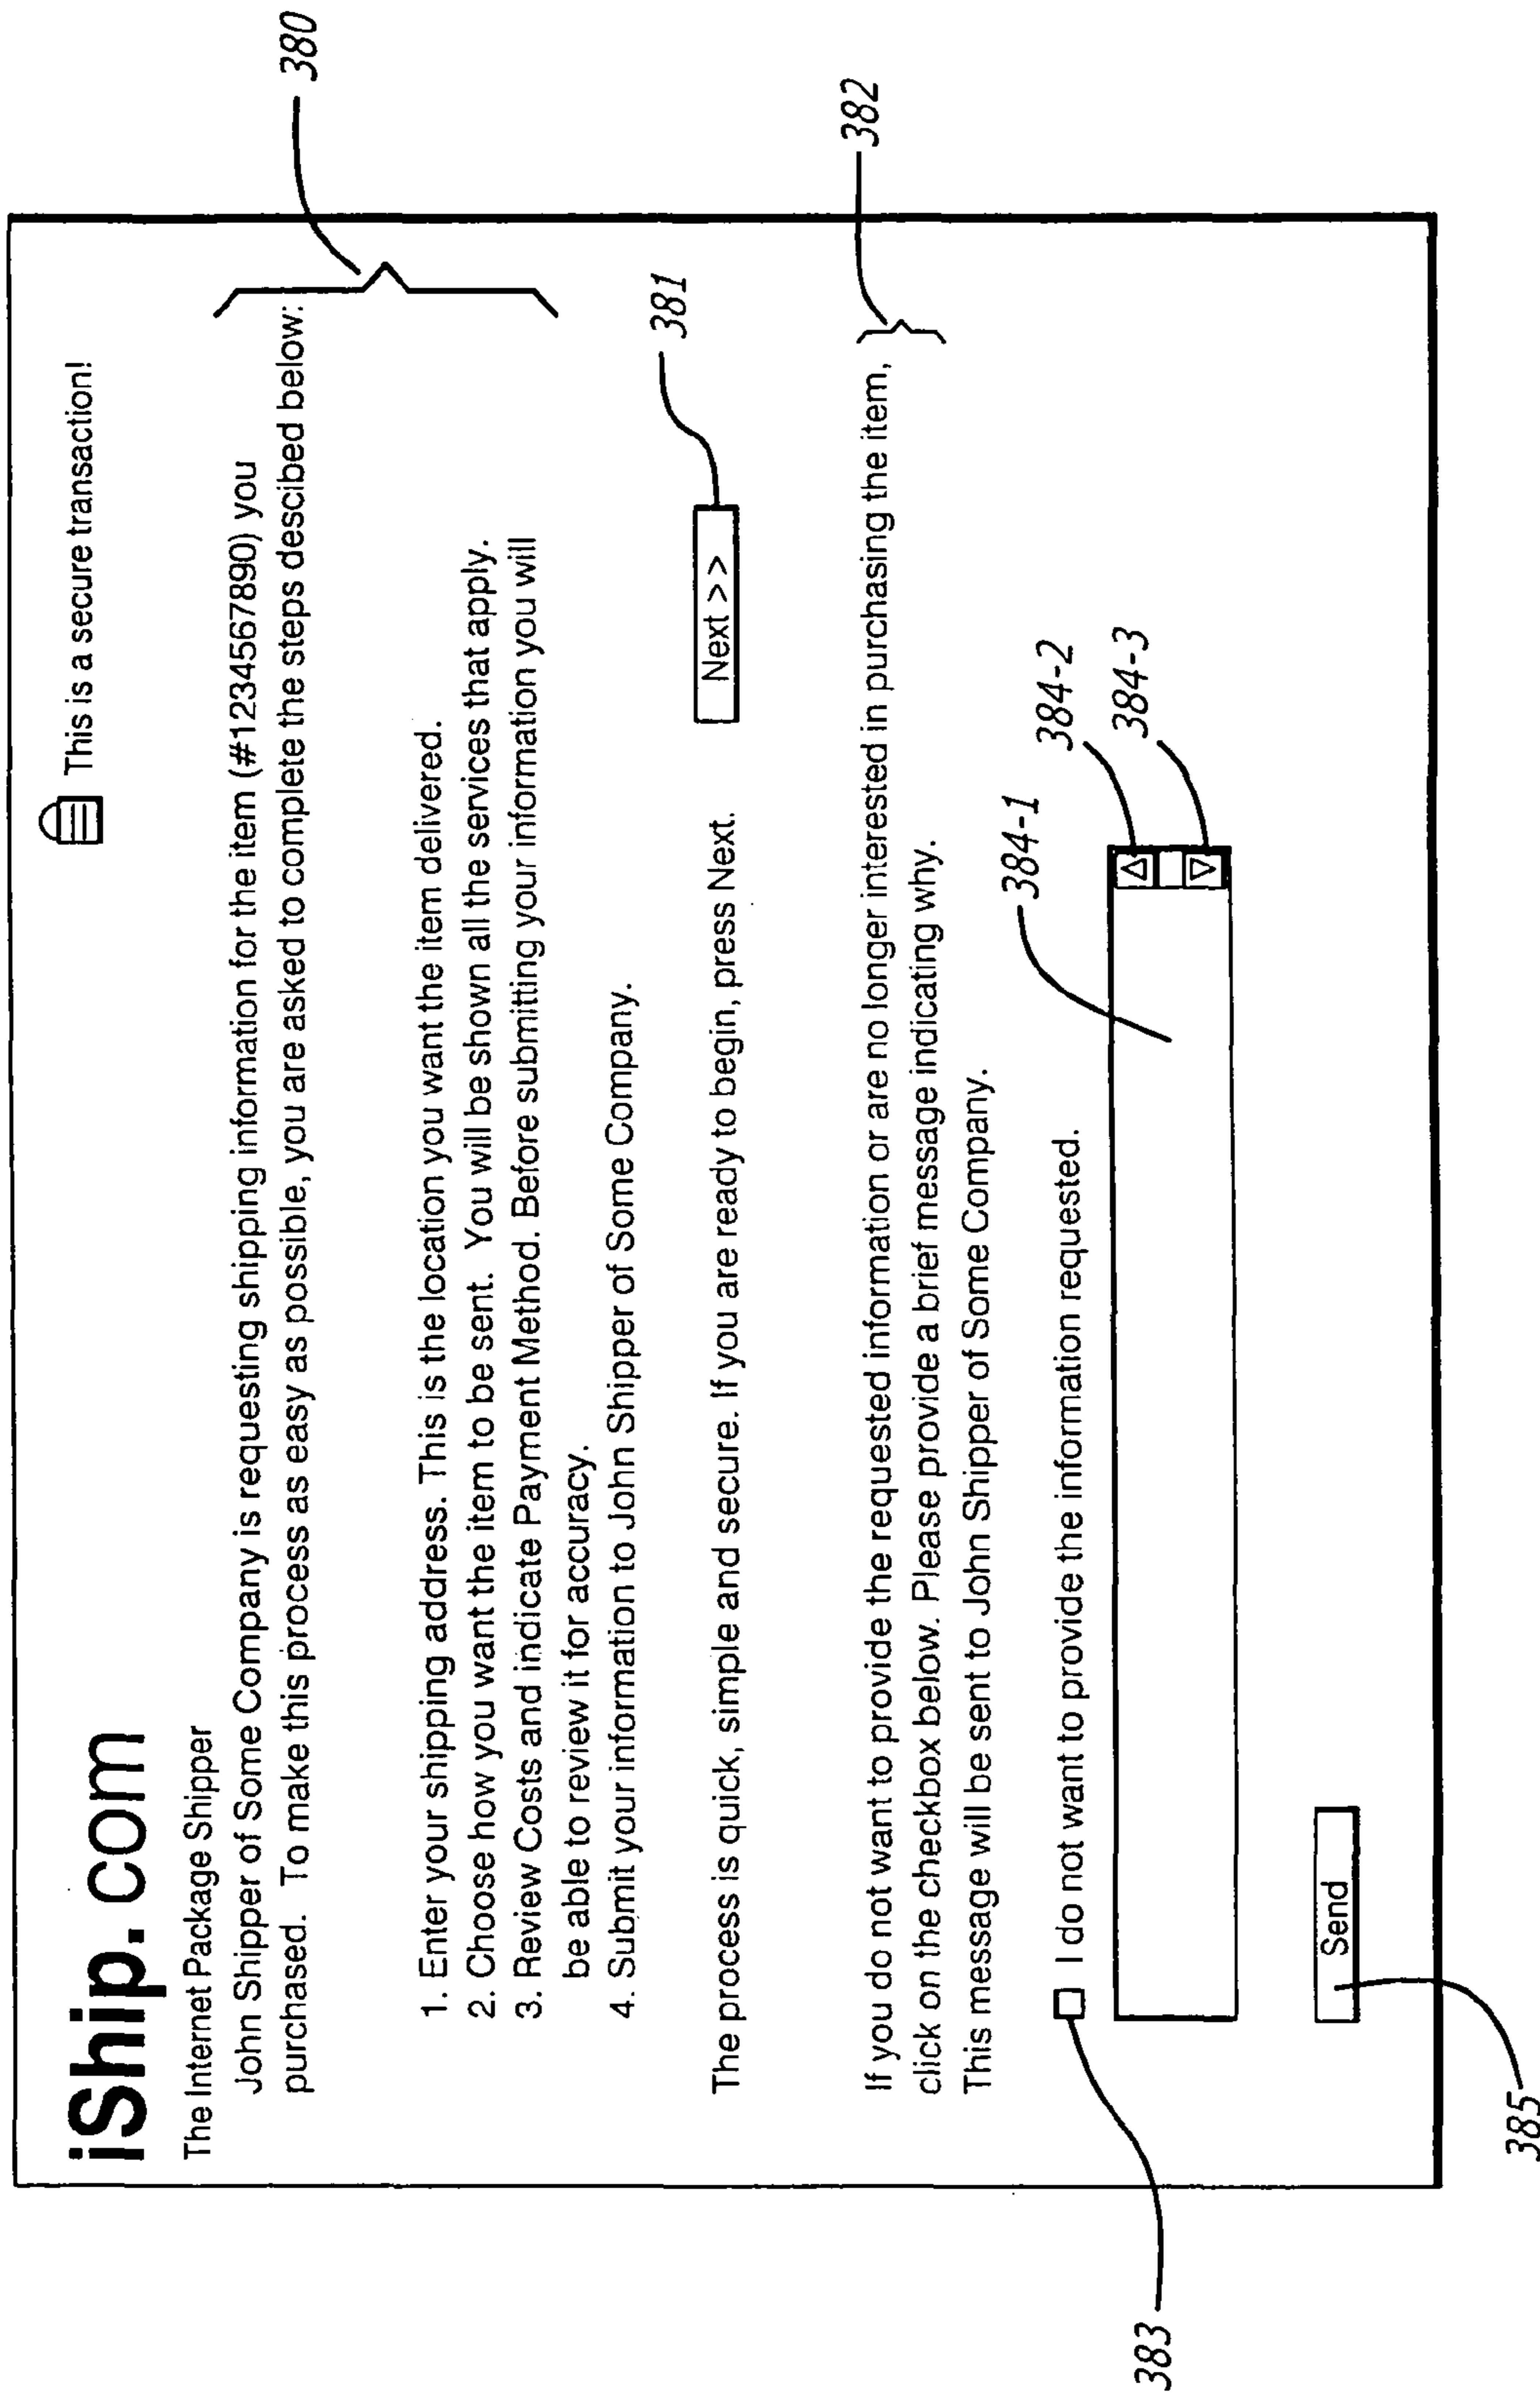 iShip.com
This is a secure transaction!
The Internet Package Shipper
John Shipper of Some Company is requesting shipping information for the item (#1234567890) you
purchased. To make this process as easy as possible, you are asked to complete the steps descibed below:
380
1. Enter your shipping address. This is the location you want the item delivered.
2. Choose how you want the item to be sent. You will be shown all the services that apply.
3. Review Costs and indicate Payment Method. Before submitting your information you will
be able to review it for accuracy.
4. Submit your information to John Shipper of Some Company.
381
The process is quick, simple and secure. If you are ready to begin, press Next.
Next >>
382
If you do not want to provide the requested information or are no longer interested in purchasing the item,
click on the checkbox below. Please provide a brief message indicating why.
This message will be sent to John Shipper of Some Company.
384-1
384-2
384-3
I do not want to provide the information requested.
383
Send
385